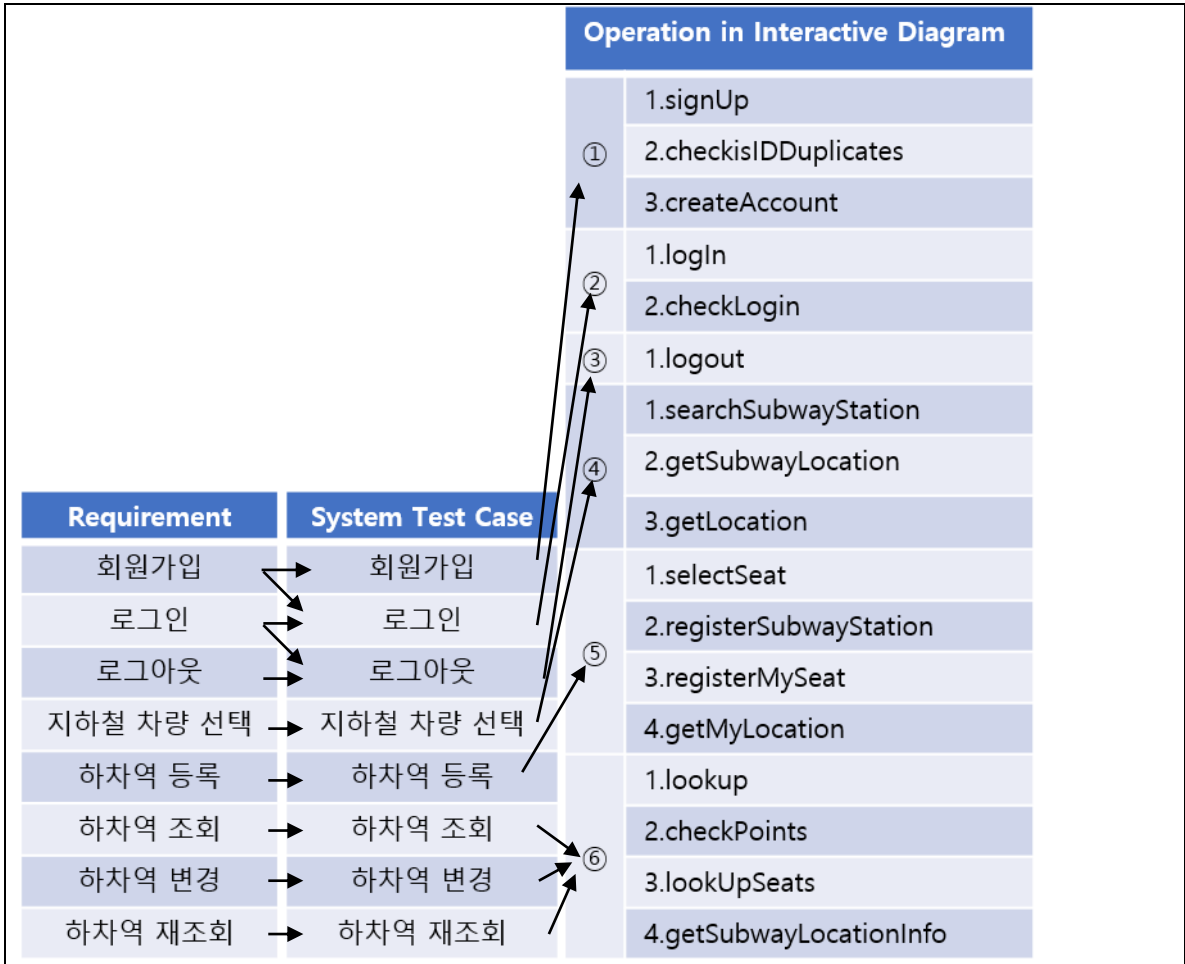 Operation in Interactive Diagram
①
1.signUp
2.checkisIDDuplicates
3.createAccount
②
1.logIn
2.checkLogin
③
1.logout
④
1.searchSubwayStation
2.getSubwayLocation
3.getLocation
⑤
1.selectSeat
2.registerSubwayStation
3.registerMySeat
4.getMyLocation
⑥
1.lookup
2.checkPoints
3.lookUpSeats
4.getSubwayLocationInfo
Requirement System Test Case
회원가입 회원가입
로그인 로그인
로그아웃 로그아웃
지하철 차량 선택 지하철 차량 선택
하차역 등록 하차역 등록
하차역 조회 하차역 조회
하차역 변경 하차역 변경
하차역 재조회 하차역 재조회